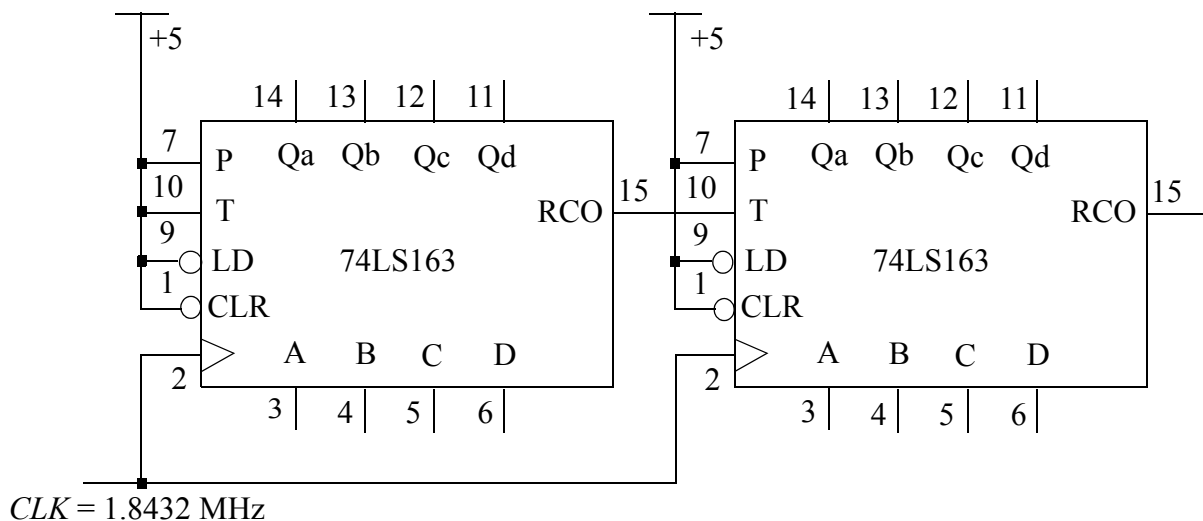 +5 +5
14 13 12 11 14 13 12 11
7 7
P Qa Qb Qc Qd P Qa Qb Qc Qd
10 15 10 15
T RCO T RCO
9 9
LD 74LS163 LD 74LS163
1 1
CLR CLR
A B C D A B C D
2 2
3 4 5 6 3 4 5 6
CLK = 1.8432 MHz